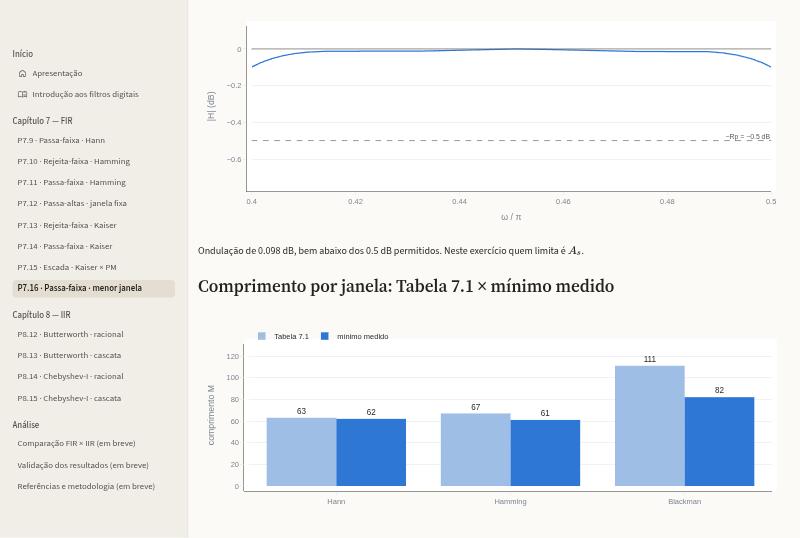 Início
Apresentação
Introdução aos filtros digitais
Capítulo 7 — FIR
P7.9 · Passa-faixa · Hann
P7.10 · Rejeita-faixa · Hamming
P7.11 · Passa-faixa · Hamming
P7.12 · Passa-altas · janela fixa
P7.13 · Rejeita-faixa · Kaiser
P7.14 · Passa-faixa · Kaiser
P7.15 · Escada · Kaiser × PM
P7.16 · Passa-faixa · menor janela
Capítulo 8 — IIR
P8.12 · Butterworth · racional
P8.13 · Butterworth · cascata
P8.14 · Chebyshev-I · racional
P8.15 · Chebyshev-I · cascata
Análise
Comparação FIR × IIR (em breve)
Validação dos resultados (em breve)
Referências e metodologia (em breve)
|H| (dB)
0
−0.2
−0.4
−0.6
−Rp = −0.5 dB
0.4 0.42 0.44 0.46 0.48 0.5
ω / π
Ondulação de 0.098 dB, bem abaixo dos 0.5 dB permitidos. Neste exercício quem limita é As.
Comprimento por janela: Tabela 7.1 × mínimo medido
Tabela 7.1 mínimo medido
comprimento M
120
100
80
60
40
20
0
63 62 67 61 111 82
Hann Hamming Blackman